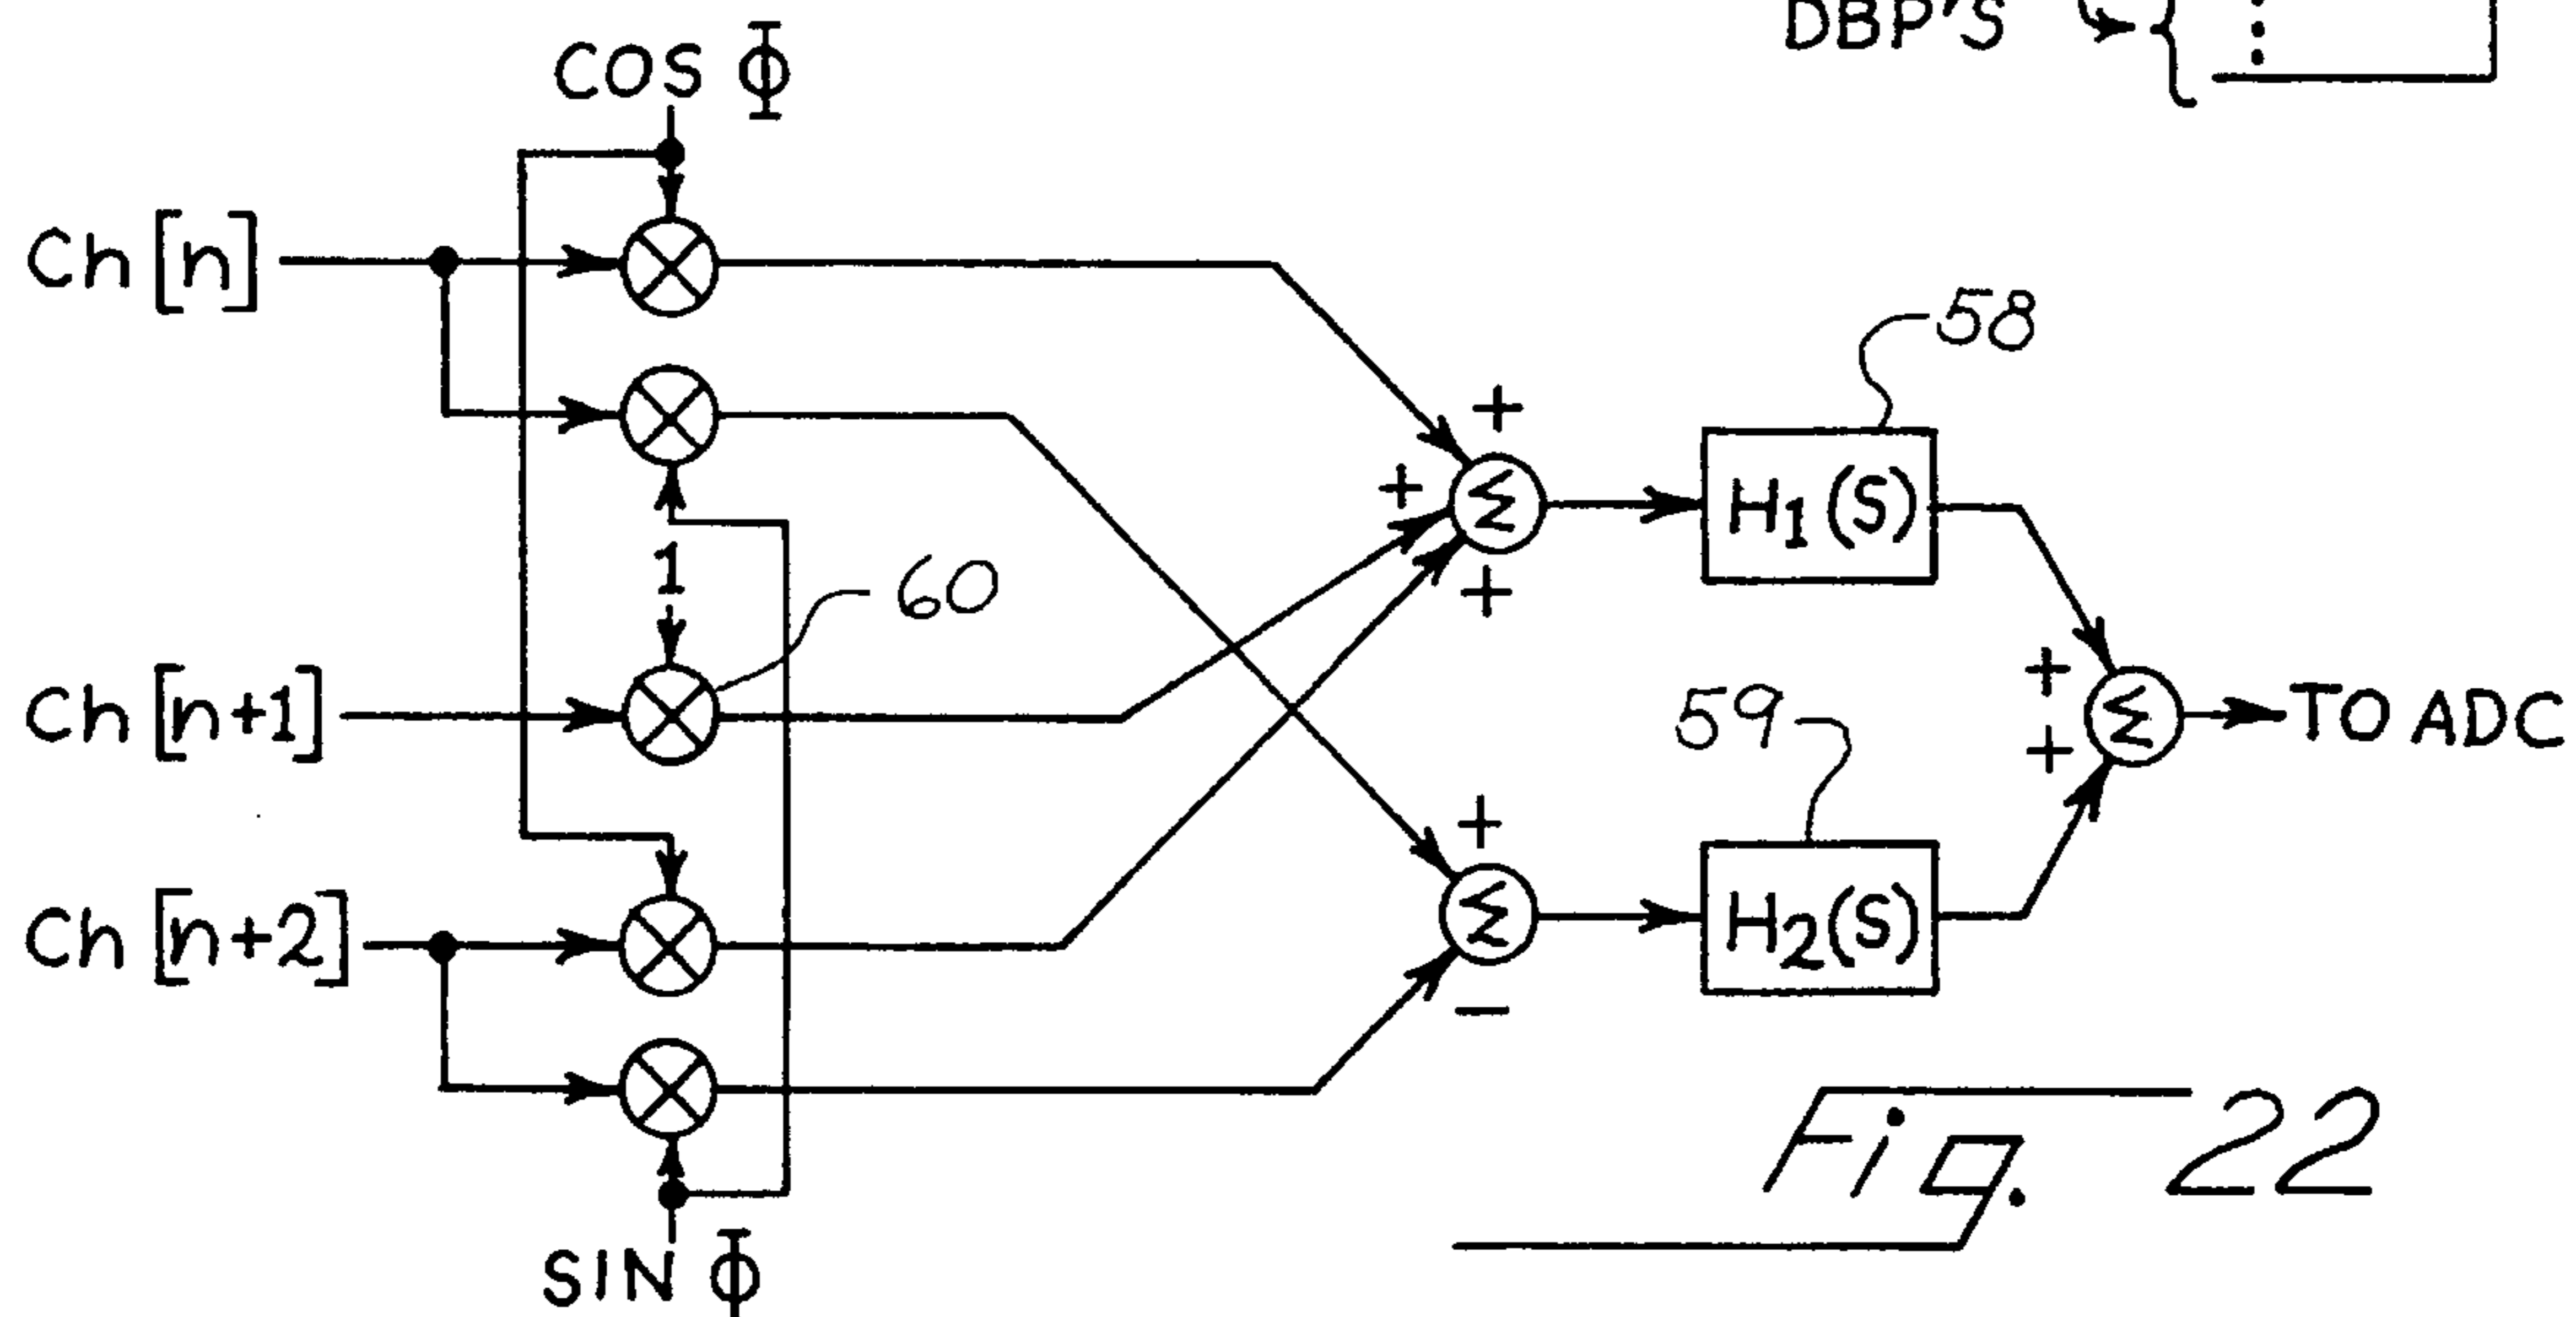 DBP'S
COS Φ
Ch [n]
58
+
+
+
H1 (S)
1
60
Ch [n+1]
59
+
+
TO ADC
+
−
H2 (S)
Ch [n+2]
SIN Φ
Fig. 22